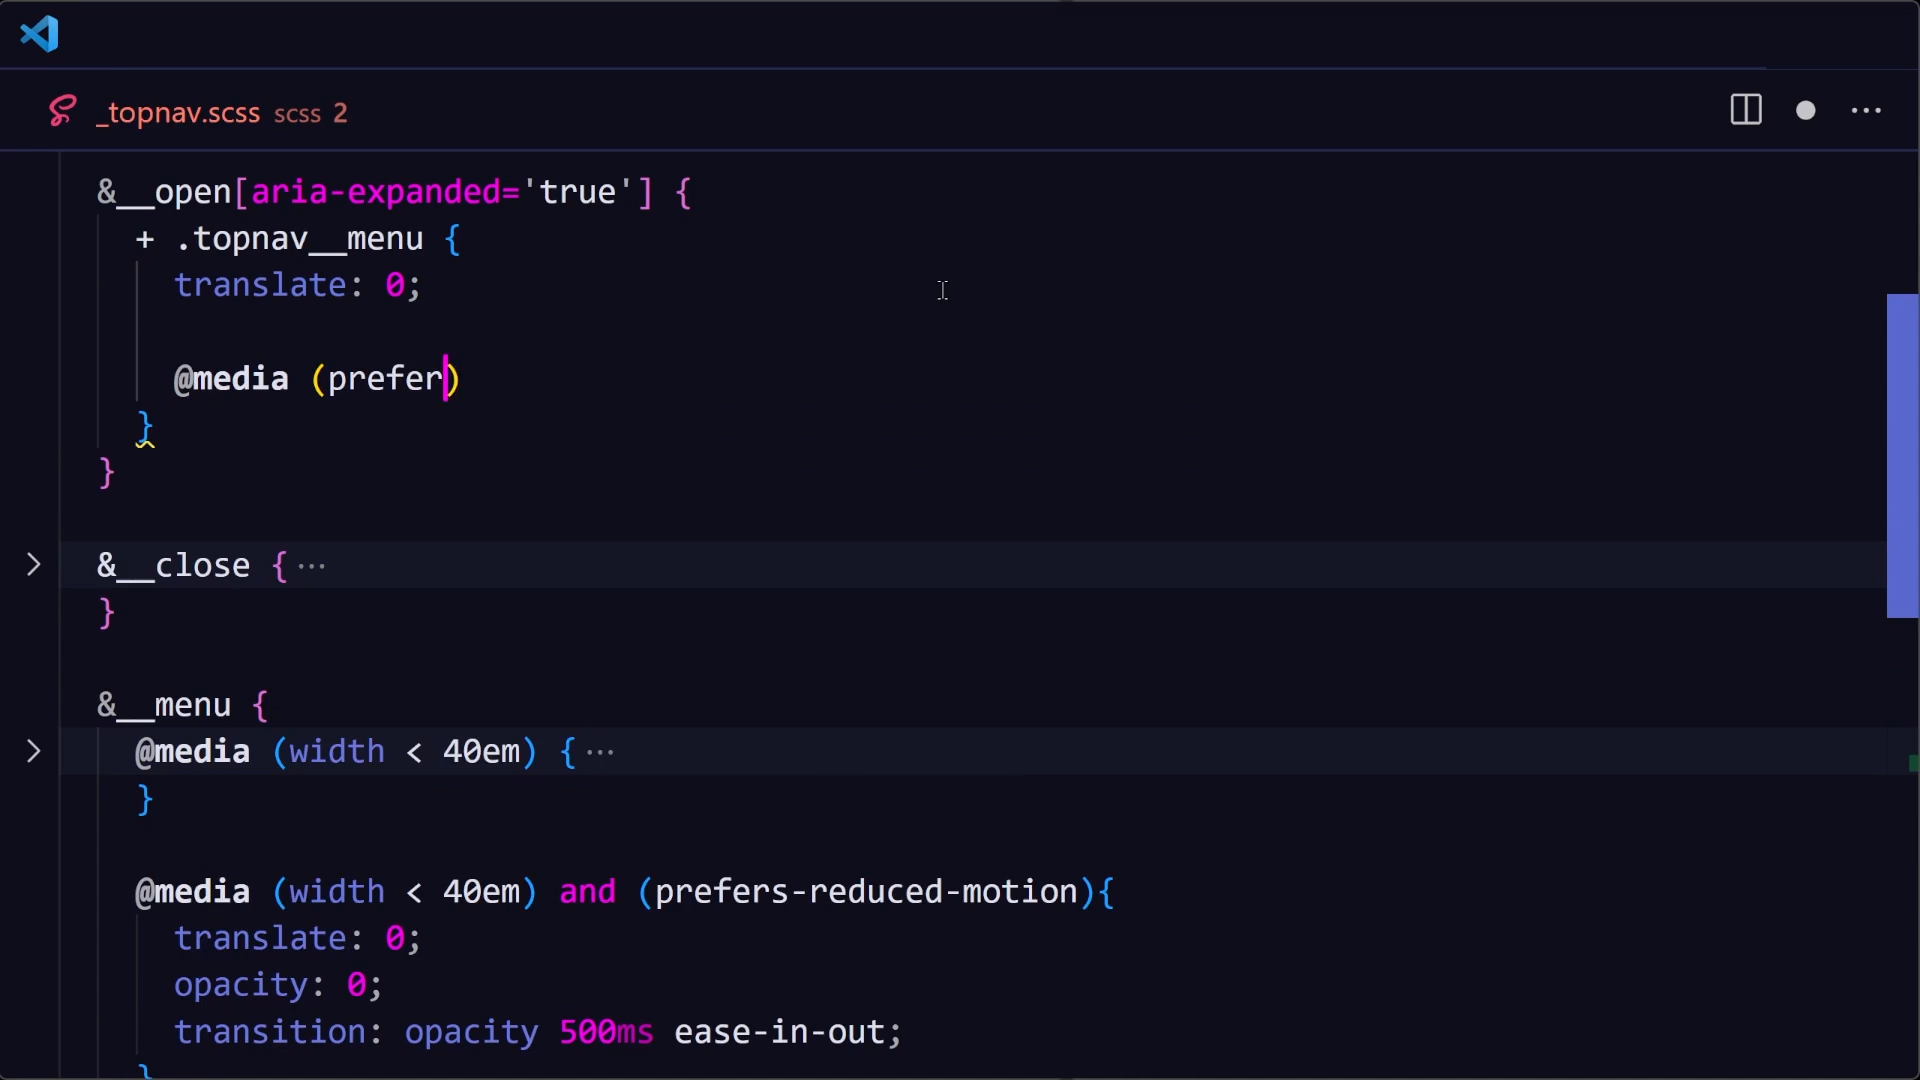 _topnav.scss scss 2
&__open[aria-expanded='true'] {
+ .topnav__menu {
translate: 0;
@media (prefer)
}
}
&__close { ···
}
&__menu {
@media (width < 40em) { ···
}
@media (width < 40em) and (prefers-reduced-motion){
translate: 0;
opacity: 0;
transition: opacity 500ms ease-in-out;
}